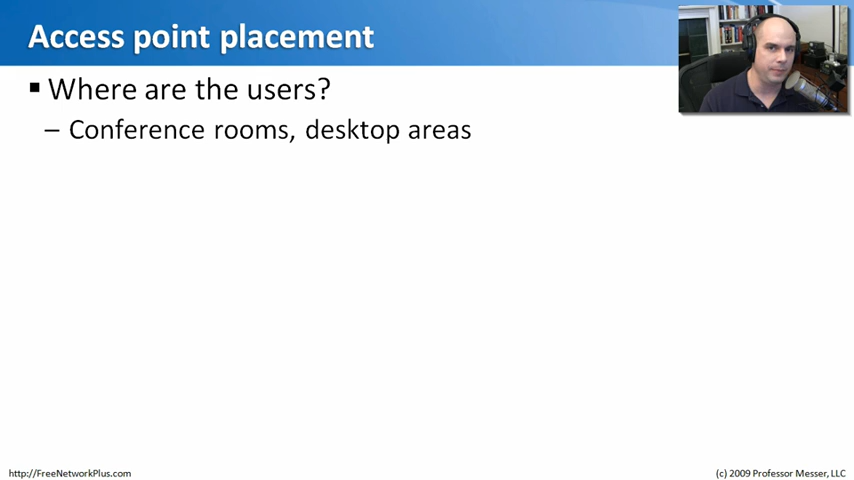 Access point placement
▪ Where are the users?
– Conference rooms, desktop areas
http://FreeNetworkPlus.com
(c) 2009 Professor Messer, LLC